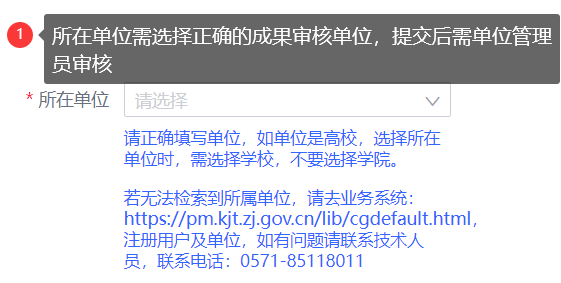 1
所在单位需选择正确的成果审核单位，提交后需单位管理
员审核
* 所在单位
请选择
请正确填写单位，如单位是高校，选择所在
单位时，需选择学校，不要选择学院。
若无法检索到所属单位，请去业务系统：
https://pm.kjt.zj.gov.cn/lib/cgdefault.html，
注册用户及单位，如有问题请联系技术人
员，联系电话：0571-85118011